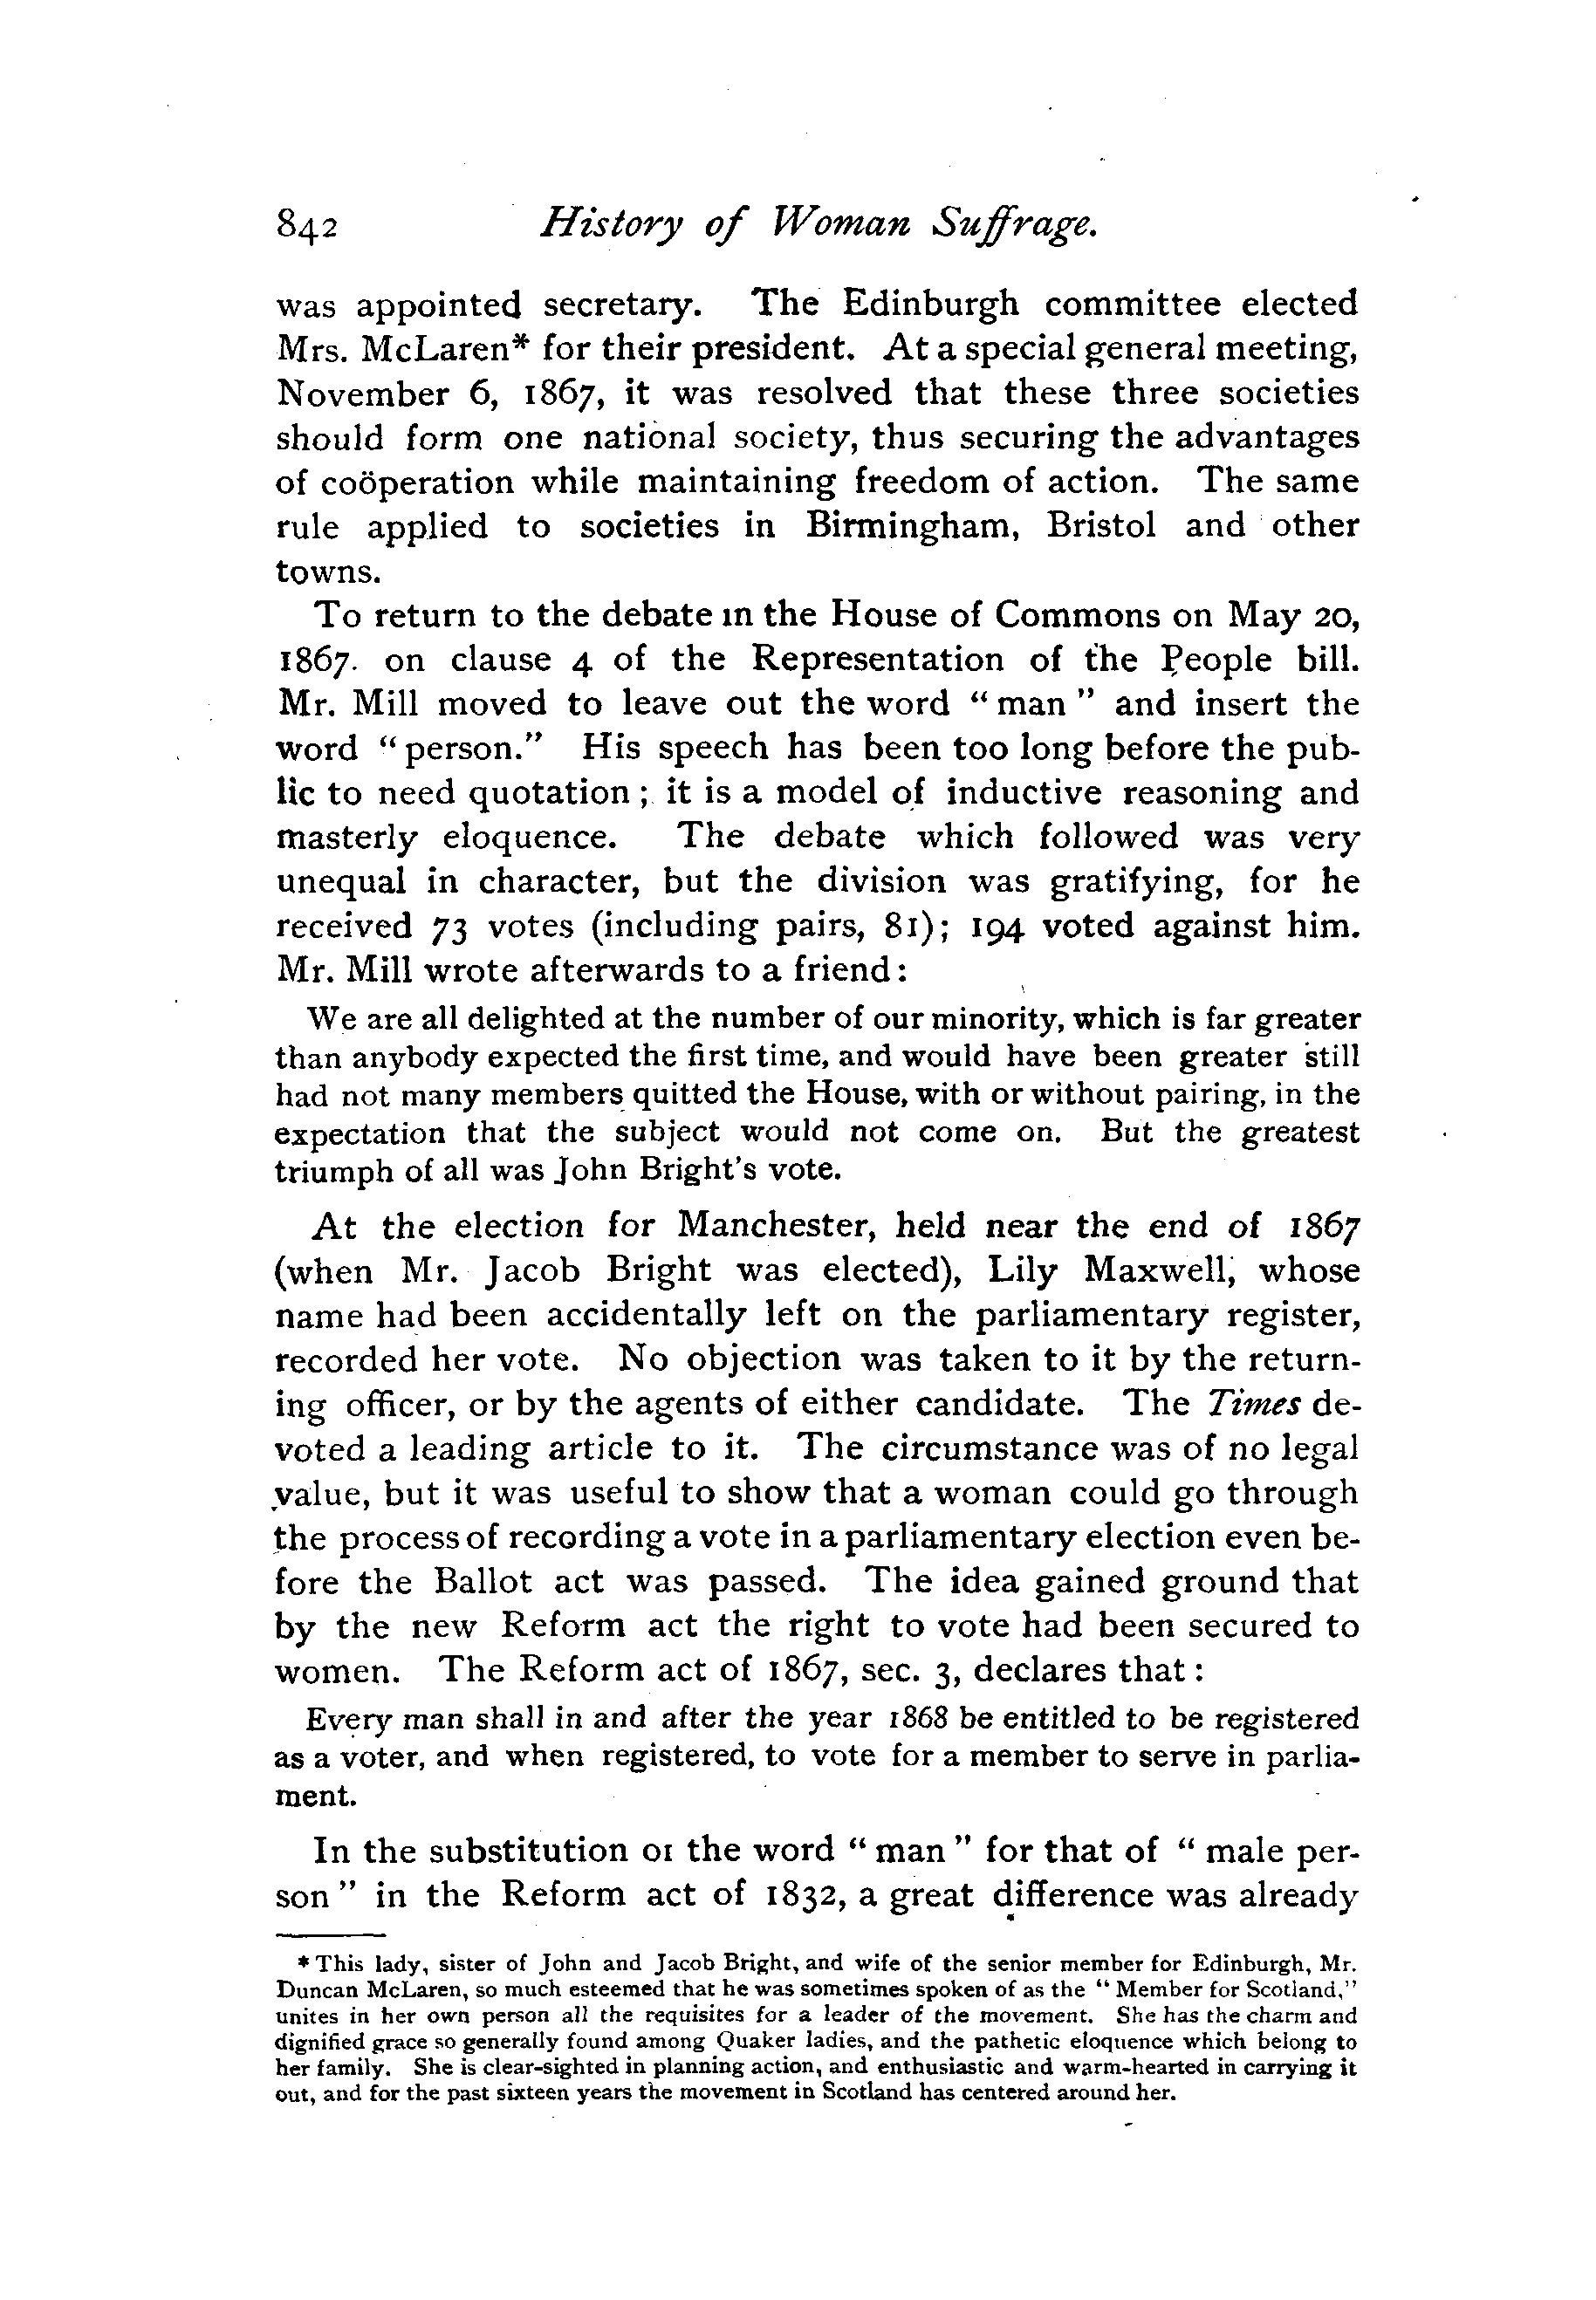 842 History of Woman Suffrage.
was appointed secretary. The Edinburgh committee elected
Mrs. McLaren* for their president. At a special general meeting,
November 6, 1867, it was resolved that these three societies
should form one national society, thus securing the advantages
of coöperation while maintaining freedom of action. The same
rule applied to societies in Birmingham, Bristol and other
towns.
To return to the debate in the House of Commons on May 20,
1867. on clause 4 of the Representation of the People bill.
Mr. Mill moved to leave out the word "man" and insert the
word "person." His speech has been too long before the pub-
lic to need quotation; it is a model of inductive reasoning and
masterly eloquence. The debate which followed was very
unequal in character, but the division was gratifying, for he
received 73 votes (including pairs, 81); 194 voted against him.
Mr. Mill wrote afterwards to a friend:
We are all delighted at the number of our minority, which is far greater
than anybody expected the first time, and would have been greater still
had not many members quitted the House, with or without pairing, in the
expectation that the subject would not come on. But the greatest
triumph of all was John Bright's vote.
At the election for Manchester, held near the end of 1867
(when Mr. Jacob Bright was elected), Lily Maxwell, whose
name had been accidentally left on the parliamentary register,
recorded her vote. No objection was taken to it by the return-
ing officer, or by the agents of either candidate. The Times de-
voted a leading article to it. The circumstance was of no legal
value, but it was useful to show that a woman could go through
the process of recording a vote in a parliamentary election even be-
fore the Ballot act was passed. The idea gained ground that
by the new Reform act the right to vote had been secured to
women. The Reform act of 1867, sec. 3, declares that:
Every man shall in and after the year 1868 be entitled to be registered
as a voter, and when registered, to vote for a member to serve in parlia-
ment.
In the substitution of the word "man" for that of "male per-
son" in the Reform act of 1832, a great difference was already
* This lady, sister of John and Jacob Bright, and wife of the senior member for Edinburgh, Mr.
Duncan McLaren, so much esteemed that he was sometimes spoken of as the "Member for Scotland,"
unites in her own person all the requisites for a leader of the movement. She has the charm and
dignified grace so generally found among Quaker ladies, and the pathetic eloquence which belong to
her family. She is clear-sighted in planning action, and enthusiastic and warm-hearted in carrying it
out, and for the past sixteen years the movement in Scotland has centered around her.